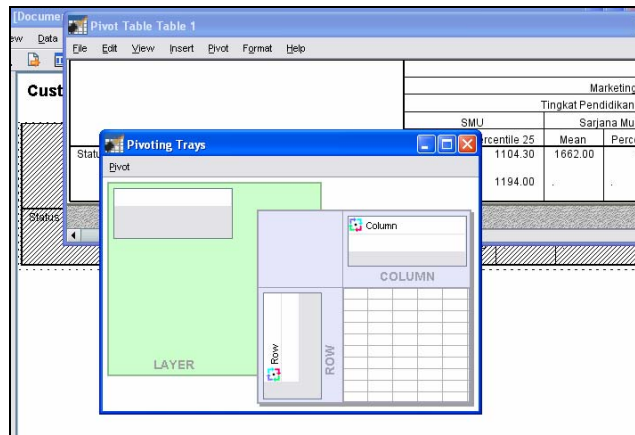 [Docume
Pivot Table Table 1
ew Data
File Edit View Insert Pivot Format Help
Cust
Marketing
Tingkat Pendidikan
SMU Sarjana Mu
ercentile 25 Mean Perce
Statu 1104.30 1662.00
1194.00 . .
Pivoting Trays
Pivot
Status
Column
COLUMN
Row
ROW
LAYER